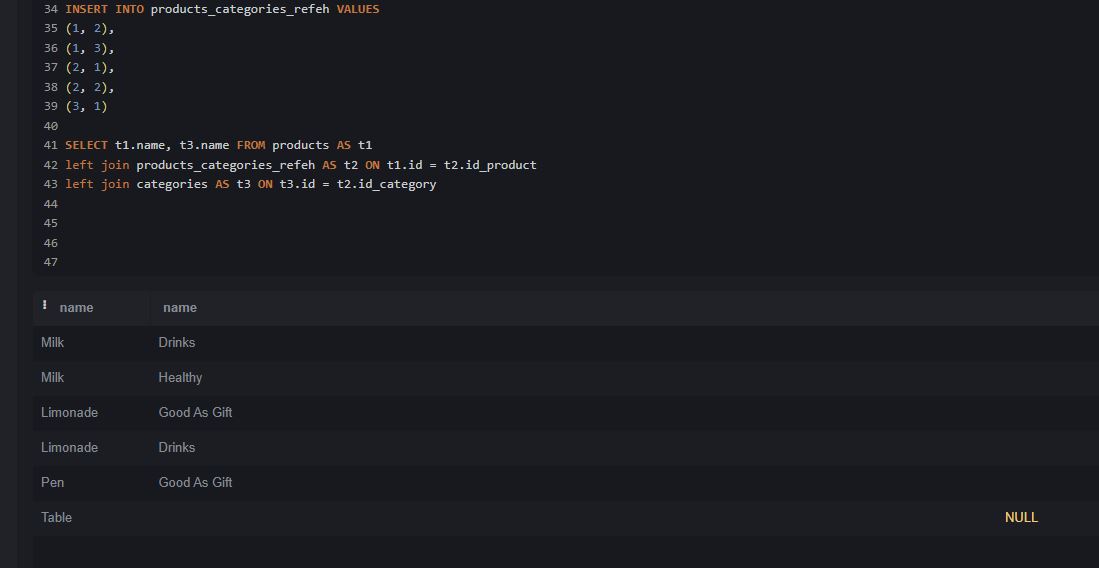 34 INSERT INTO products_categories_refeh VALUES
35 (1, 2),
36 (1, 3),
37 (2, 1),
38 (2, 2),
39 (3, 1)
40
41 SELECT t1.name, t3.name FROM products AS t1
42 left join products_categories_refeh AS t2 ON t1.id = t2.id_product
43 left join categories AS t3 ON t3.id = t2.id_category
44
45
46
47
name name
Milk Drinks
Milk Healthy
Limonade Good As Gift
Limonade Drinks
Pen Good As Gift
Table NULL